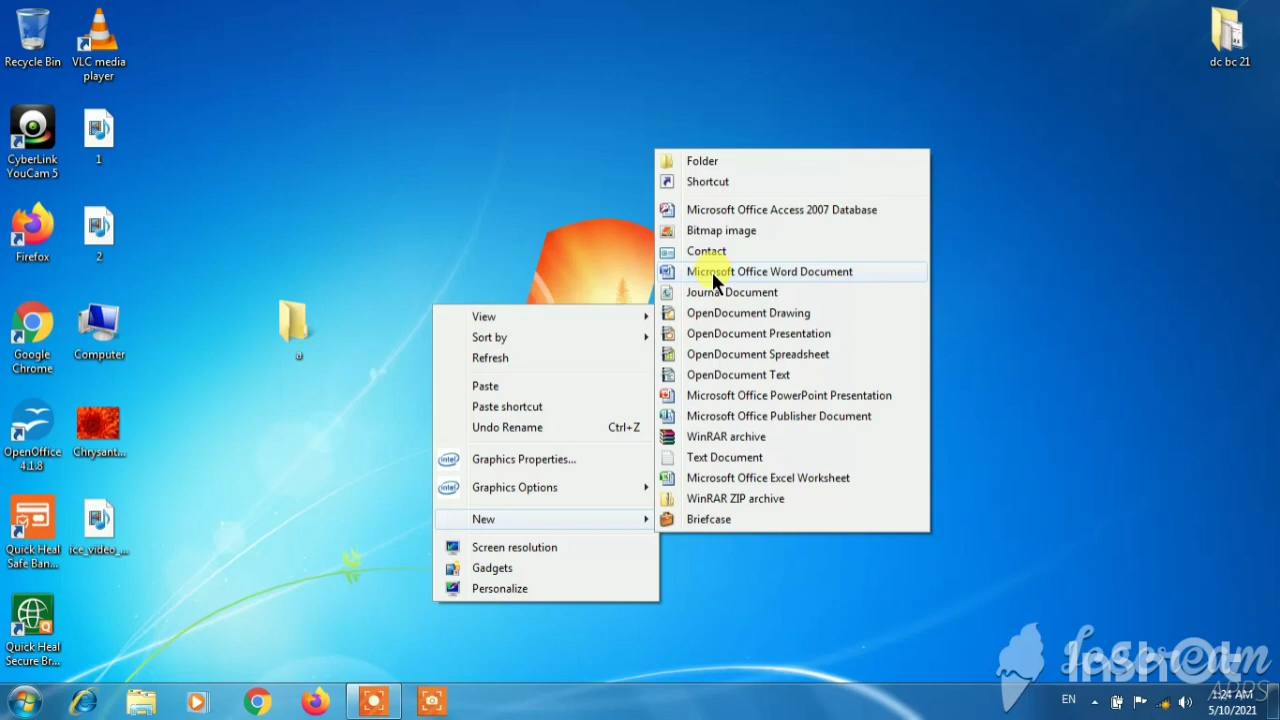 Recycle Bin
VLC media
player
CyberLink
YouCam 5
1
Firefox
2
Google
Chrome
Computer
a
OpenOffice
4.1.8
Chrysant...
Quick Heal
Safe Ban...
ice_video_...
Quick Heal
Secure Br...
dc bc 21
View
Sort by
Refresh
Paste
Paste shortcut
Undo Rename Ctrl+Z
intel Graphics Properties...
intel Graphics Options
New
Screen resolution
Gadgets
Personalize
Folder
Shortcut
Microsoft Office Access 2007 Database
Bitmap image
Contact
Microsoft Office Word Document
Journal Document
OpenDocument Drawing
OpenDocument Presentation
OpenDocument Spreadsheet
OpenDocument Text
Microsoft Office PowerPoint Presentation
Microsoft Office Publisher Document
WinRAR archive
Text Document
Microsoft Office Excel Worksheet
WinRAR ZIP archive
Briefcase
APPS
EN
1:24 AM
5/10/2021